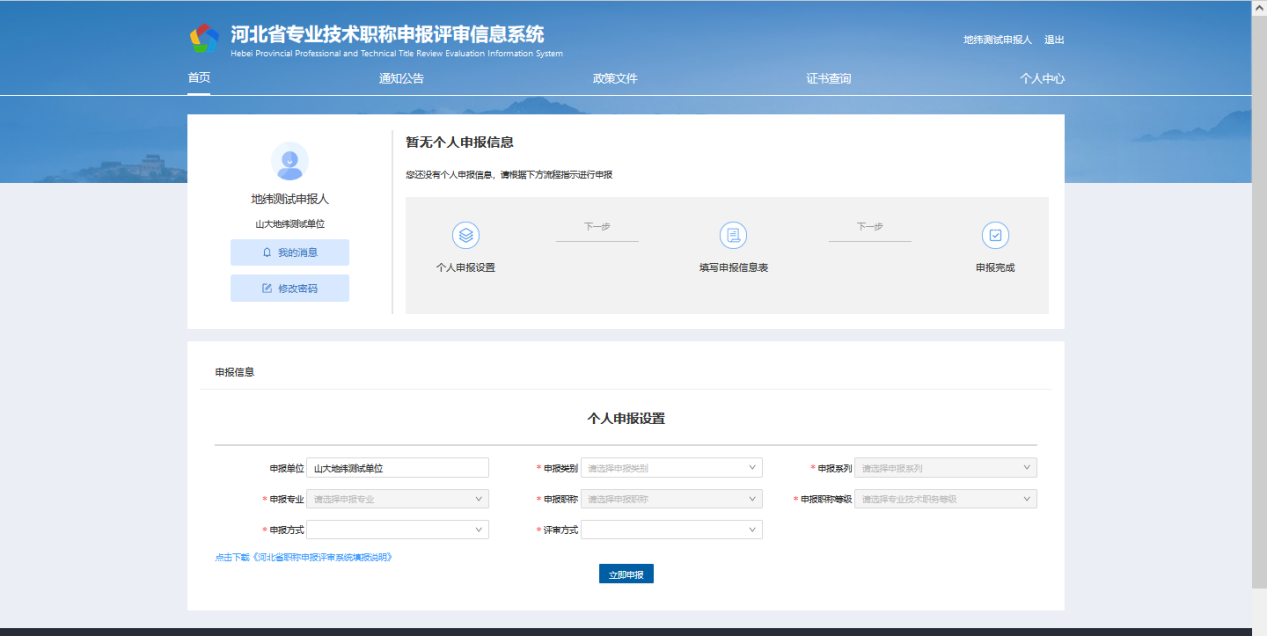 河北省专业技术职称申报评审信息系统
Hebei Provincial Professional and Technical Title Review Evaluation Information System
地纬测试申报人 退出
首页 通知公告 政策文件 证书查询 个人中心
地纬测试申报人
山大地纬测试单位
我的消息
修改密码
暂无个人申报信息
您还没有个人申报信息，请根据下方流程指示进行申报
个人申报设置 下一步 填写申报信息表 下一步 申报完成
申报信息
个人申报设置
申报单位 山大地纬测试单位 * 申报类别 请选择申报类别 * 申报系列 请选择申报系列
* 申报专业 请选择申报专业 * 申报职称 请选择申报职称 * 申报职称等级 请选择专业技术职务等级
* 申报方式 * 评审方式
点击下载《河北省职称申报评审系统填报说明》
立即申报